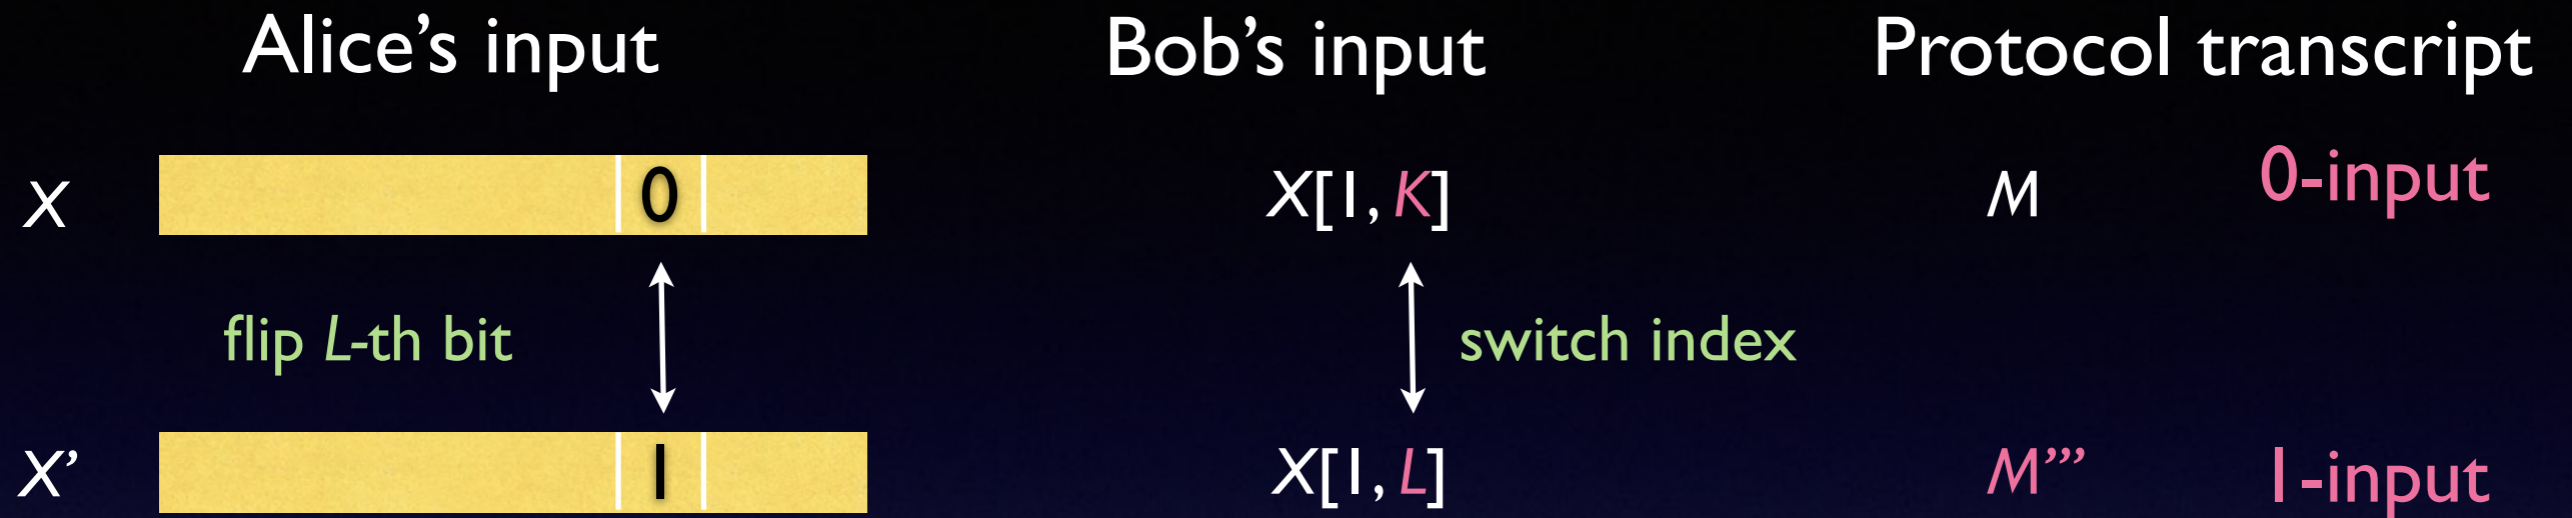 Alice’s input Bob’s input Protocol transcript
X 0 X[1, K] M 0-input
flip L-th bit switch index
X’ 1 X[1, L] M’’’ 1-input